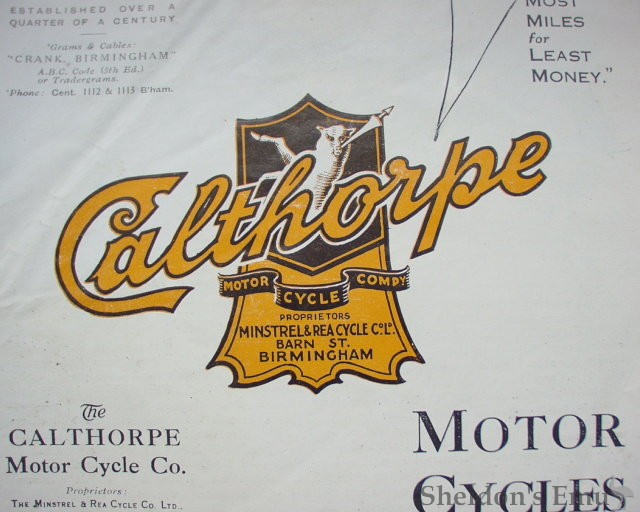 ESTABLISHED OVER A
QUARTER OF A CENTURY
'Grams & Cables:
"CRANK, BIRMINGHAM"
A.B.C. Code (5th Ed.)
or Tradergrams.
'Phone: Cent. 1112 & 1113 B'ham.
MOST
MILES
for
LEAST
MONEY."
Calthorpe
MOTOR CYCLE COMPY
PROPRIETORS
MINSTREL & REA CYCLE Co. Ld.
BARN ST.
BIRMINGHAM
The
CALTHORPE
Motor Cycle Co.
Proprietors:
THE MINSTREL & REA CYCLE CO. LTD.,
MOTOR
CYCLES
Sheldon's EmuS